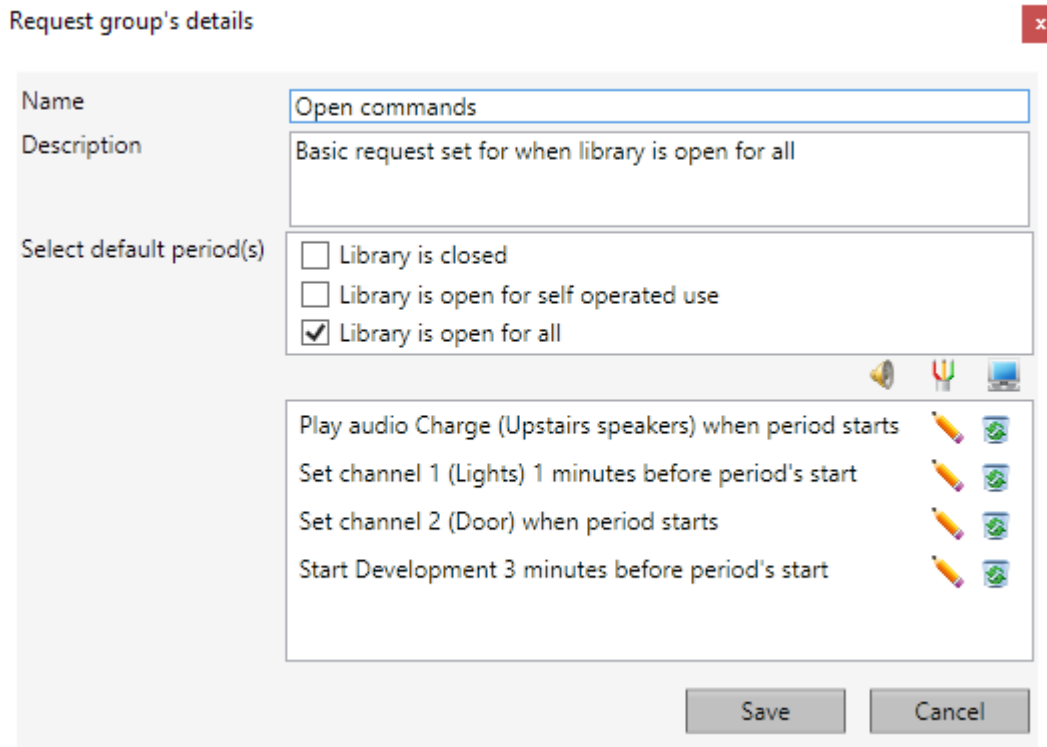 Request group's details
x
Name
Open commands
Description
Basic request set for when library is open for all
Select default period(s)
Library is closed
Library is open for self operated use
Library is open for all
Play audio Charge (Upstairs speakers) when period starts
Set channel 1 (Lights) 1 minutes before period's start
Set channel 2 (Door) when period starts
Start Development 3 minutes before period's start
Save
Cancel